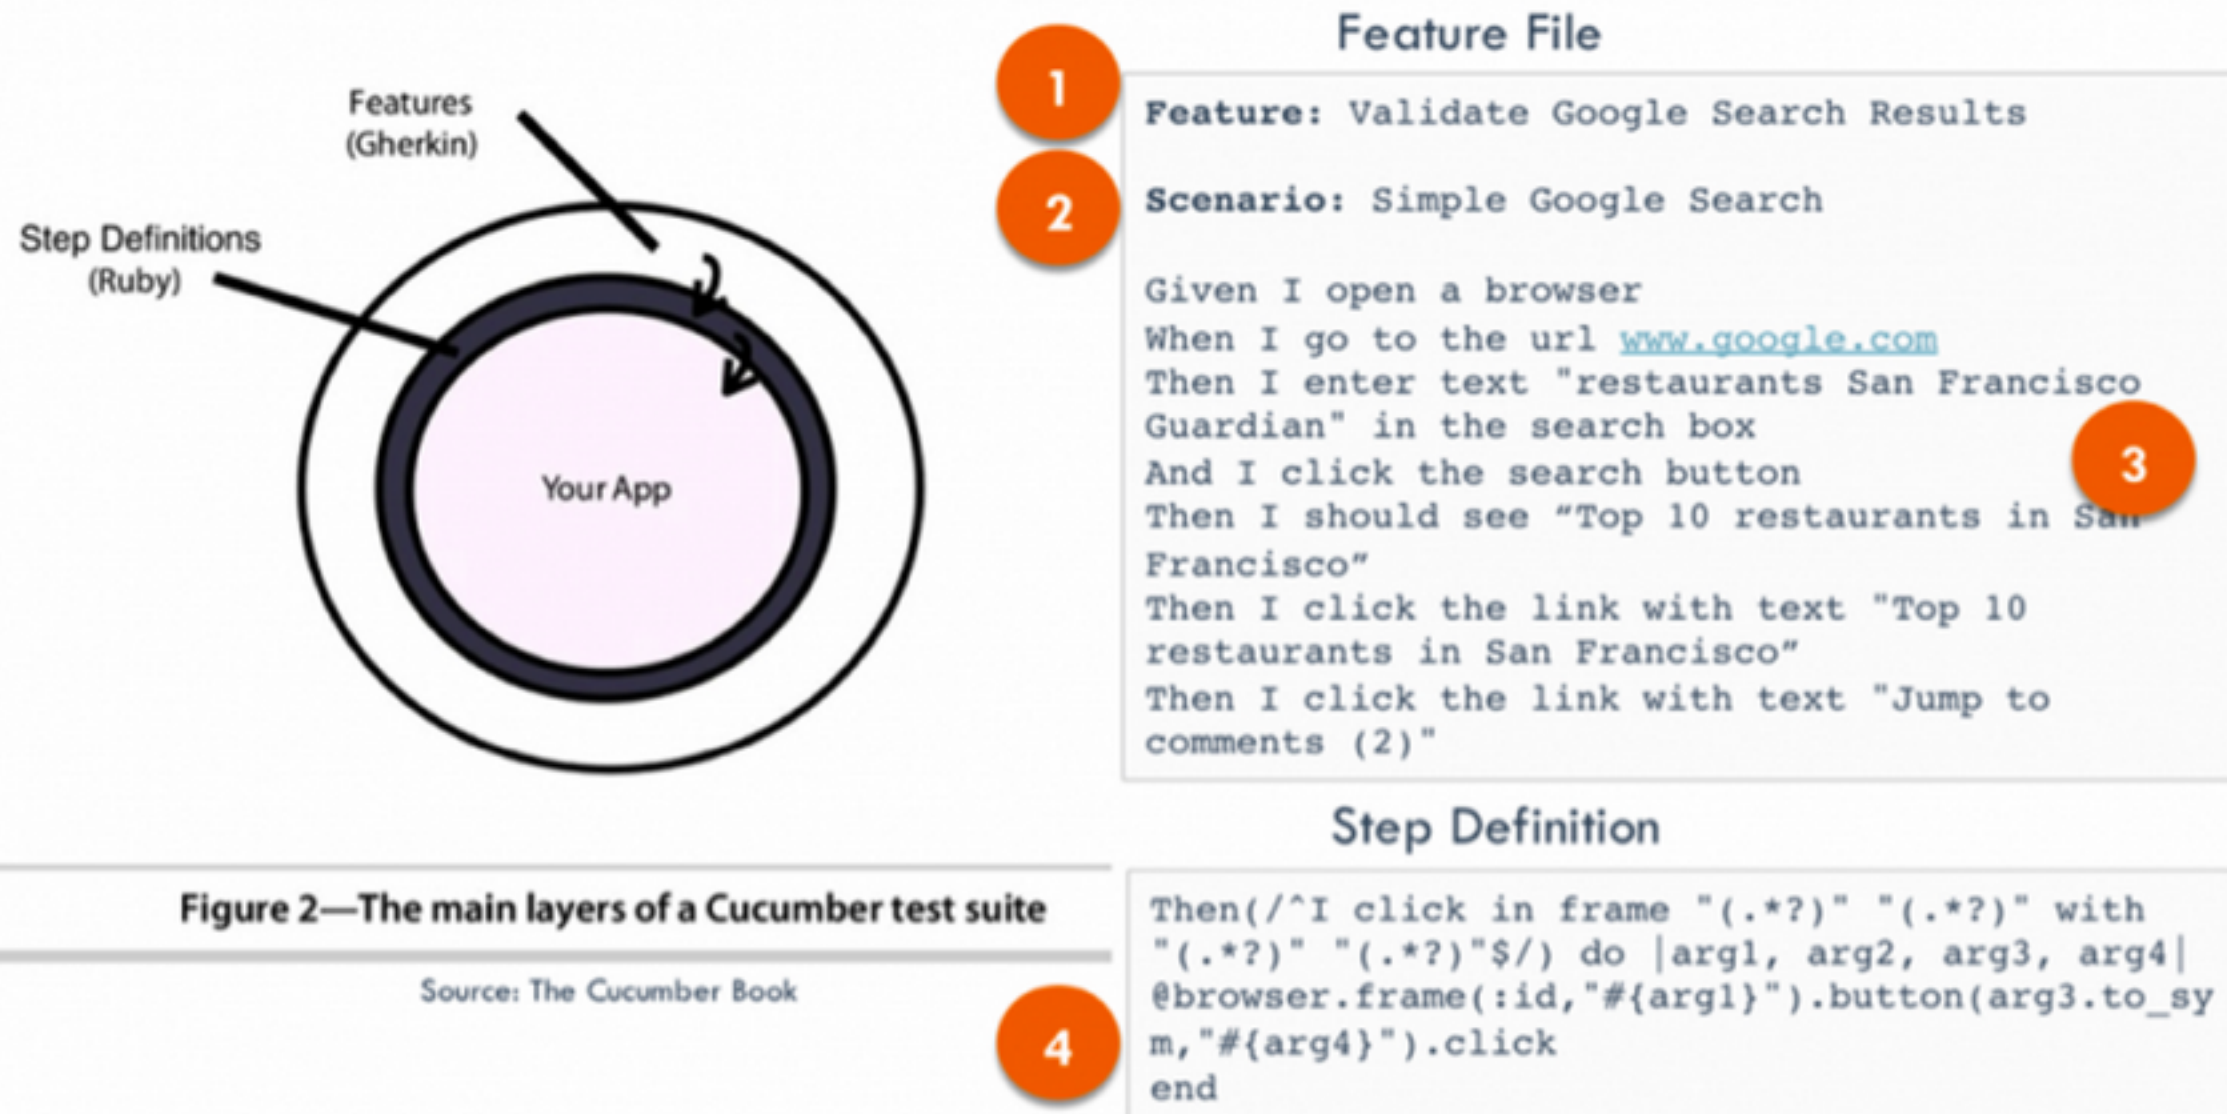 Features
(Gherkin)
Step Definitions
(Ruby)
Your App
Figure 2—The main layers of a Cucumber test suite
Source: The Cucumber Book
Feature File
1
Feature: Validate Google Search Results
2
Scenario: Simple Google Search
Given I open a browser
When I go to the url www.google.com
Then I enter text "restaurants San Francisco
Guardian" in the search box
And I click the search button
3
Then I should see “Top 10 restaurants in San
Francisco”
Then I click the link with text "Top 10
restaurants in San Francisco”
Then I click the link with text "Jump to
comments (2)"
Step Definition
Then(/^I click in frame "(.*?)" "(.*?)" with
"(.*?)" "(.*?)"$/) do |arg1, arg2, arg3, arg4|
@browser.frame(:id,"#{arg1}").button(arg3.to_sy
4
m,"#{arg4}").click
end